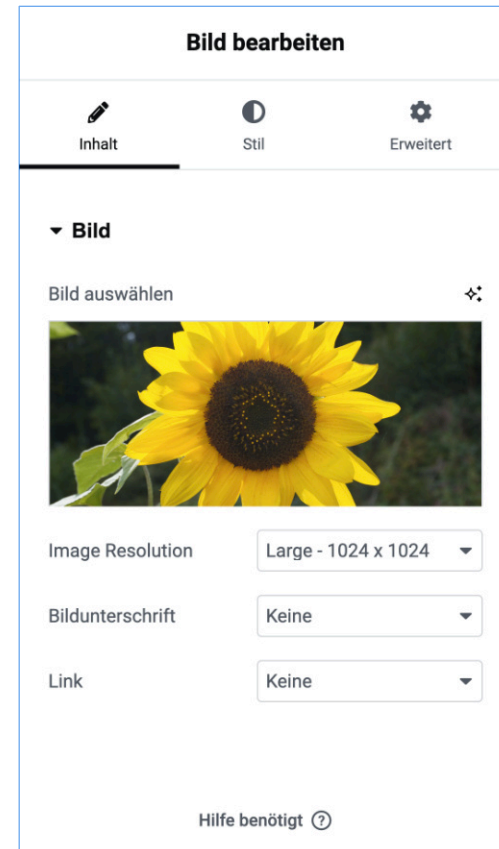 Bild bearbeiten
Inhalt Stil Erweitert
Bild
Bild auswählen
Image Resolution Large - 1024 x 1024
Bildunterschrift Keine
Link Keine
Hilfe benötigt ?